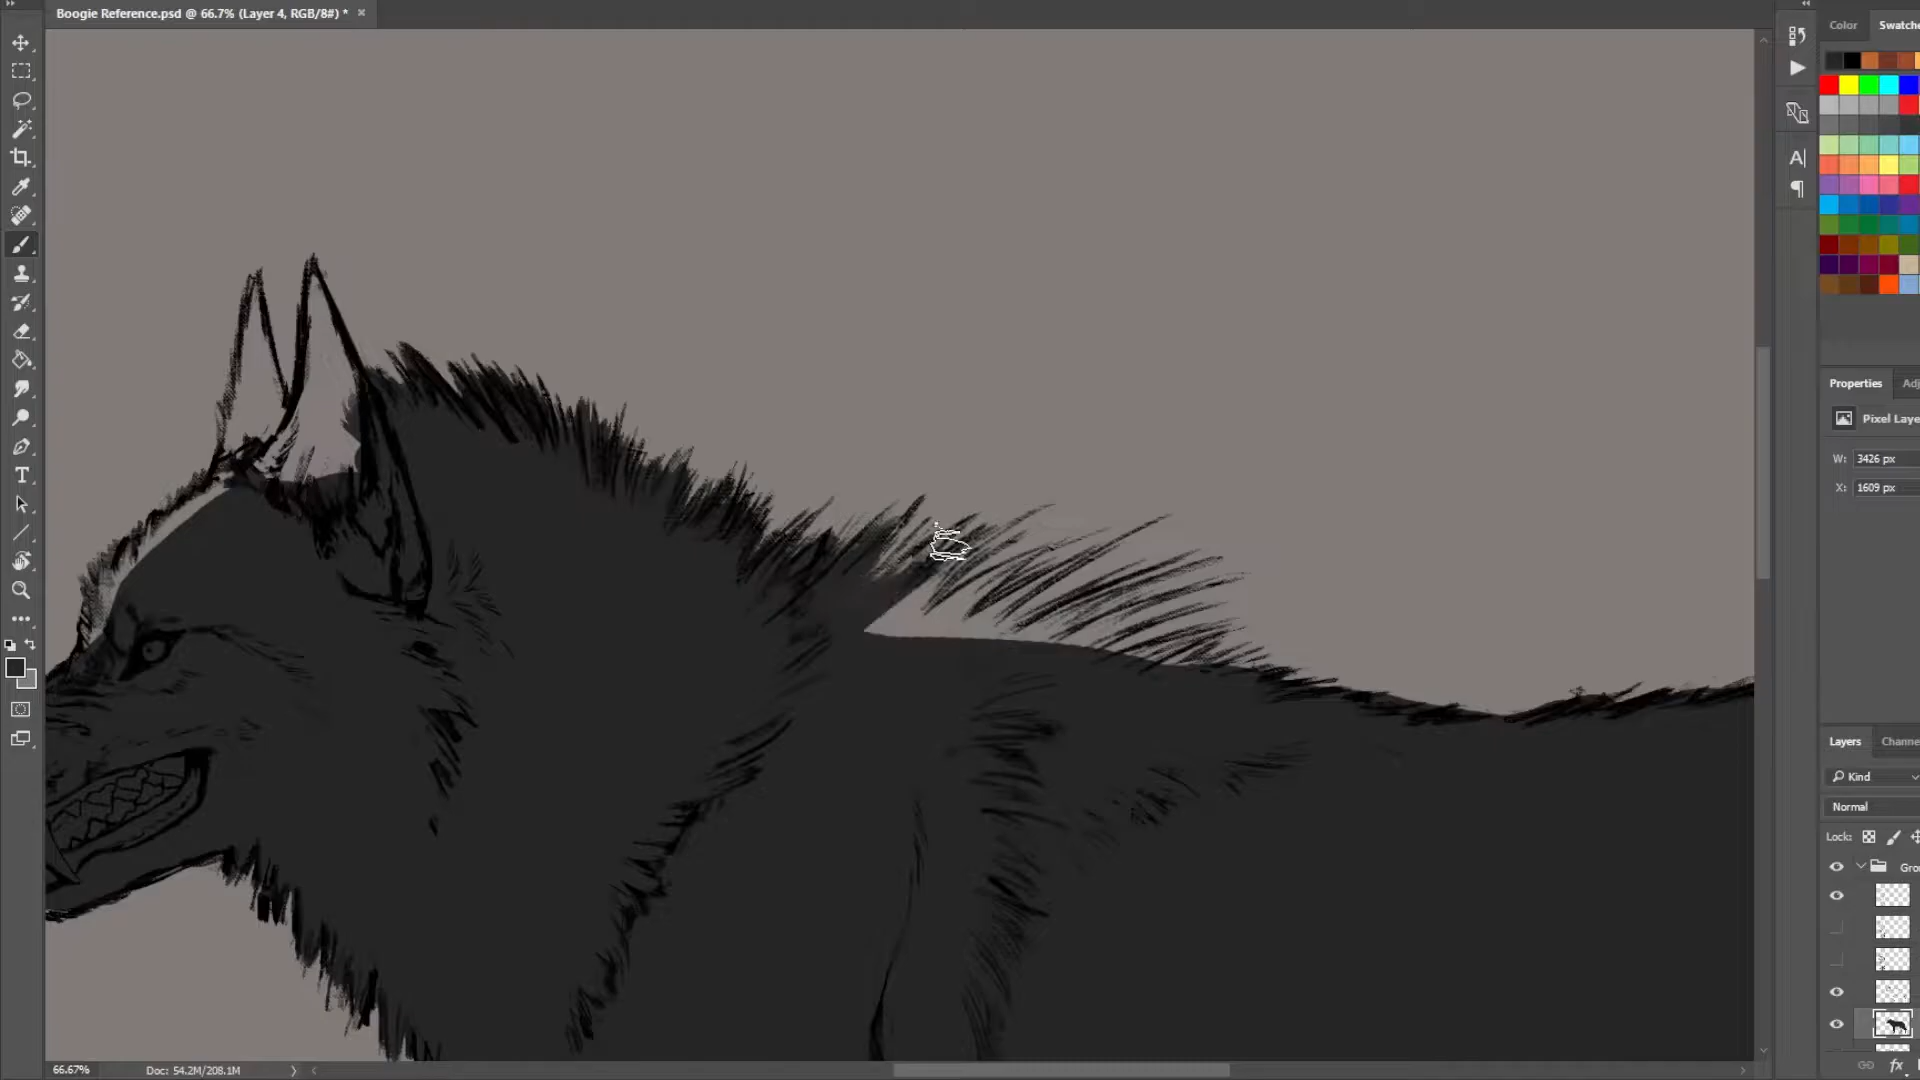 Boogie Reference.psd @ 66.7% (Layer 4, RGB/8#) *
Color
Swatche
Properties
Adj
Pixel Laye
W: 3426 px
X: 1609 px
Layers
Channe
Kind
Normal
Lock:
Gro
fx
66.67%
Doc: 54.2M/208.1M